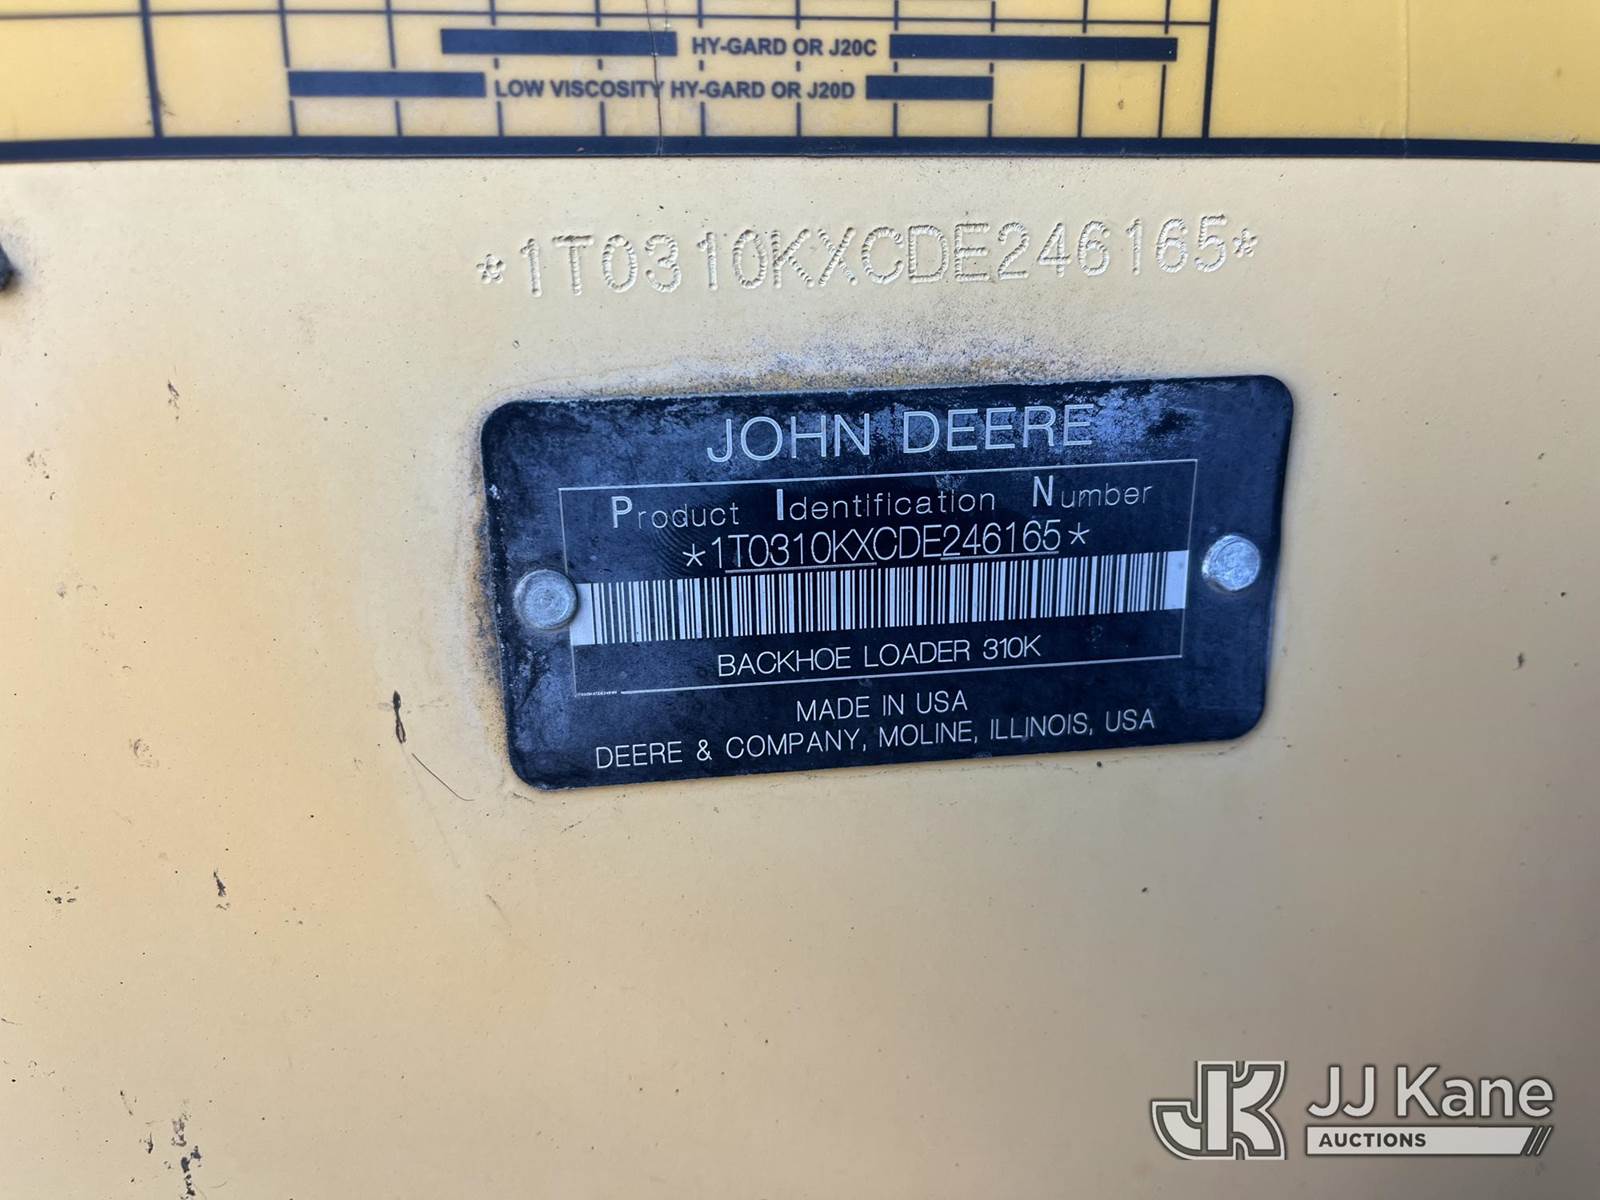 HY-GARD OR J20C
LOW VISCOSITY HY-GARD OR J20D
*1T0310KXCDE246165*
JOHN DEERE
Product Identification Number
*1T0310KXCDE246165*
BACKHOE LOADER 310K
MADE IN USA
DEERE & COMPANY, MOLINE, ILLINOIS, USA
JK JJ Kane
AUCTIONS